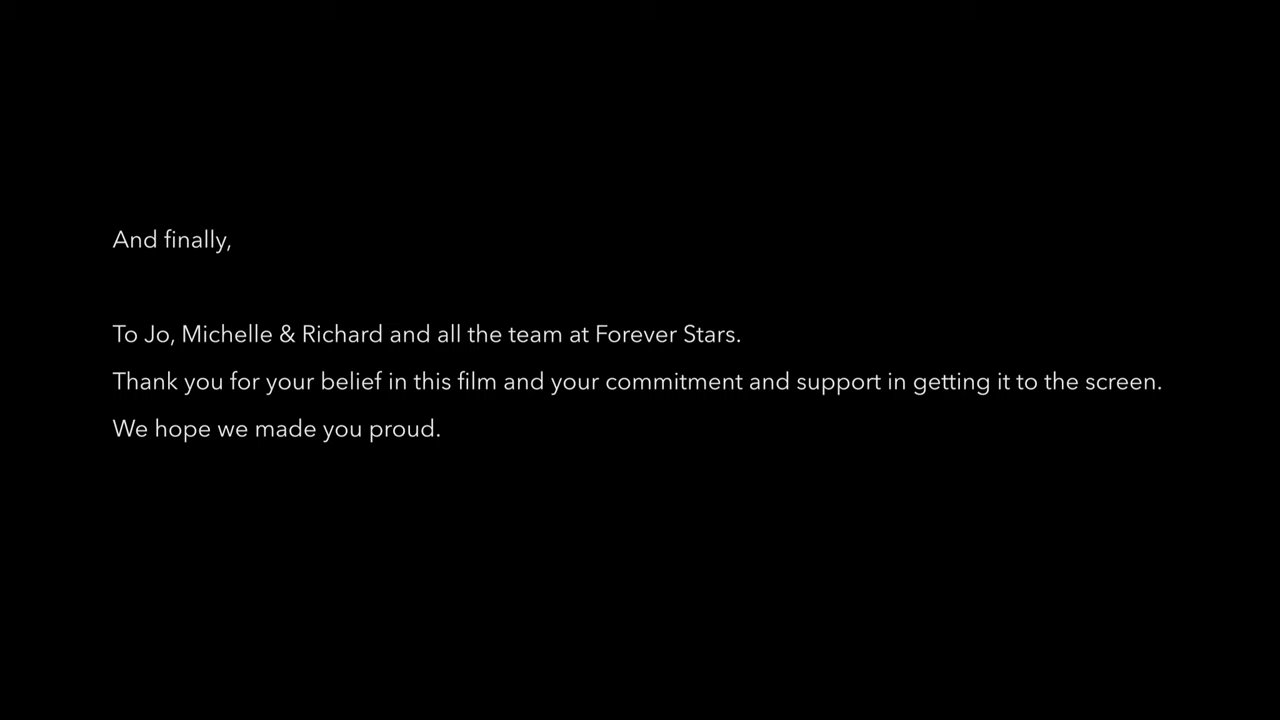 And finally,
To Jo, Michelle & Richard and all the team at Forever Stars.
Thank you for your belief in this film and your commitment and support in getting it to the screen.
We hope we made you proud.